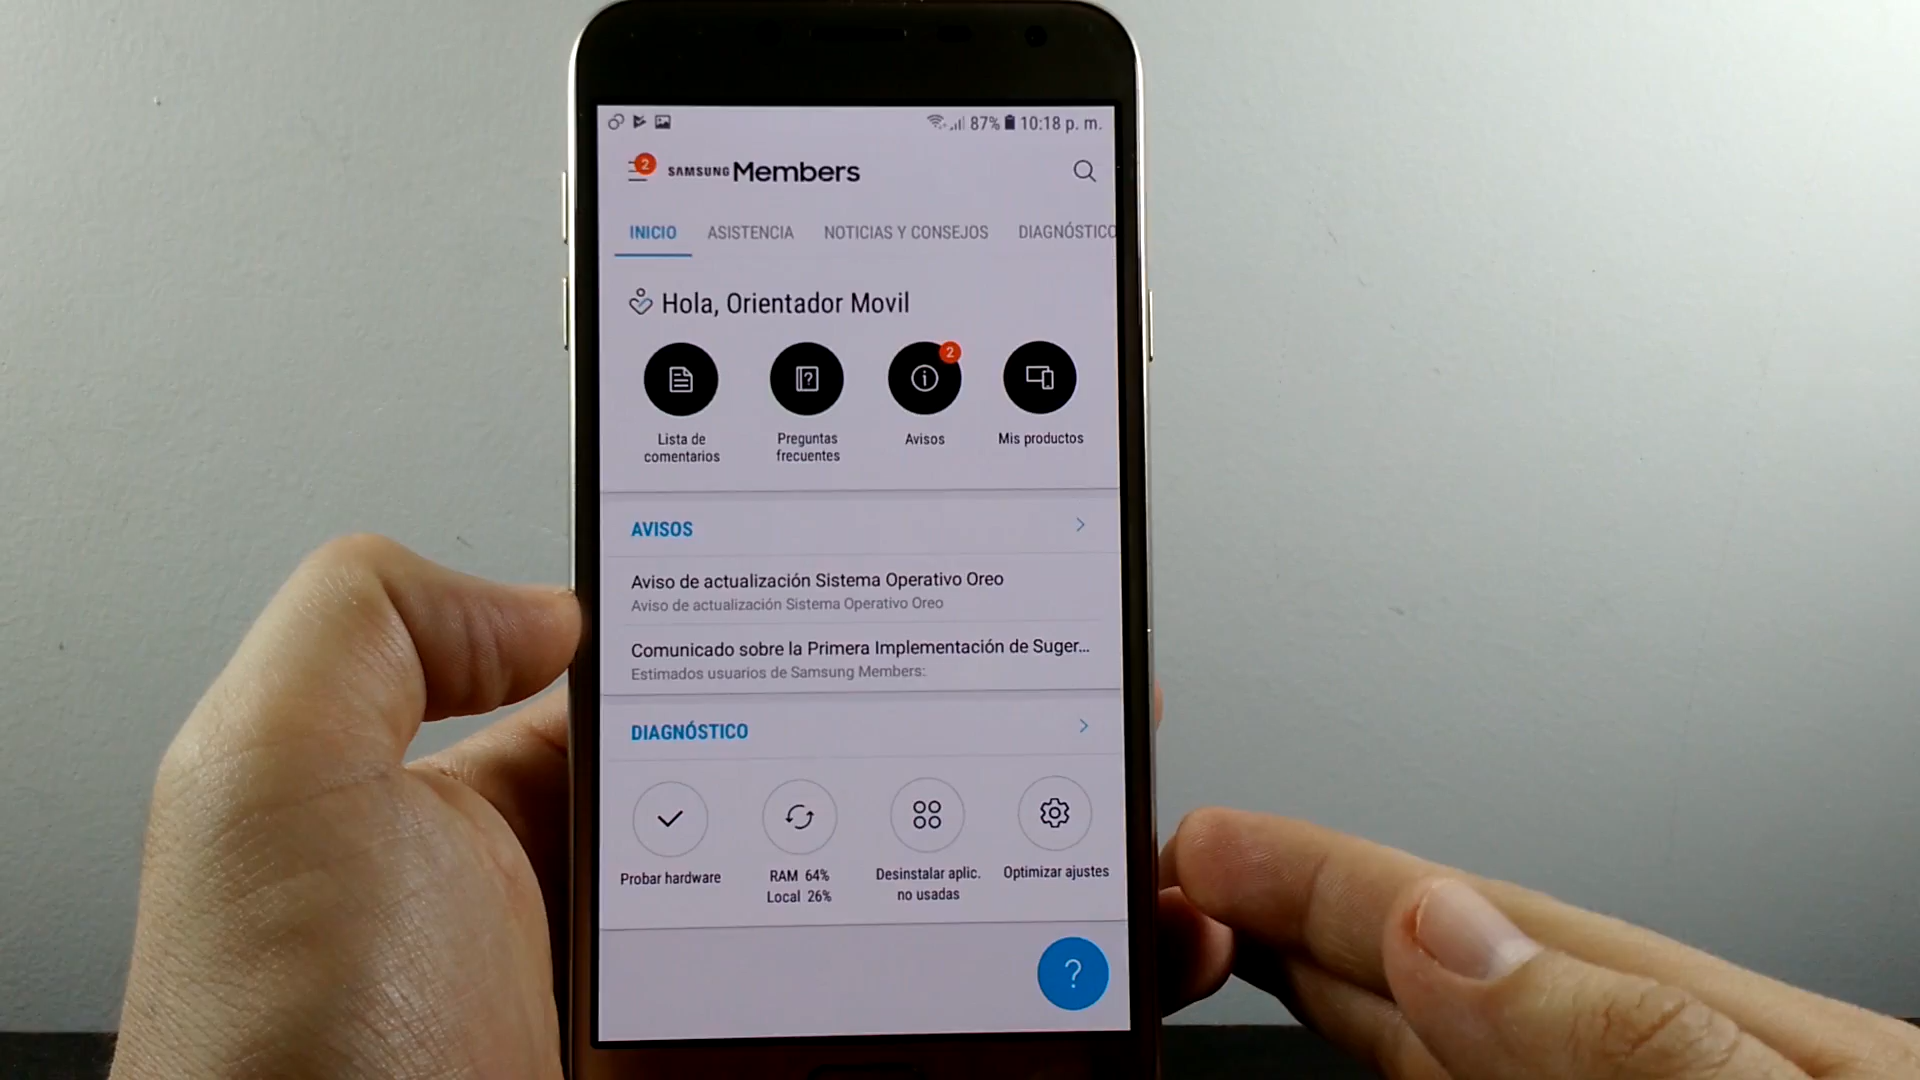 87% 10:18 p. m.
2
SAMSUNG Members
INICIO ASISTENCIA NOTICIAS Y CONSEJOS DIAGNÓSTICO
Hola, Orientador Movil
2
Lista de
comentarios
Preguntas
frecuentes
Avisos
Mis productos
AVISOS
Aviso de actualización Sistema Operativo Oreo
Aviso de actualización Sistema Operativo Oreo
Comunicado sobre la Primera Implementación de Suger...
Estimados usuarios de Samsung Members:
DIAGNÓSTICO
Probar hardware
RAM 64%
Local 26%
Desinstalar aplic.
no usadas
Optimizar ajustes
?